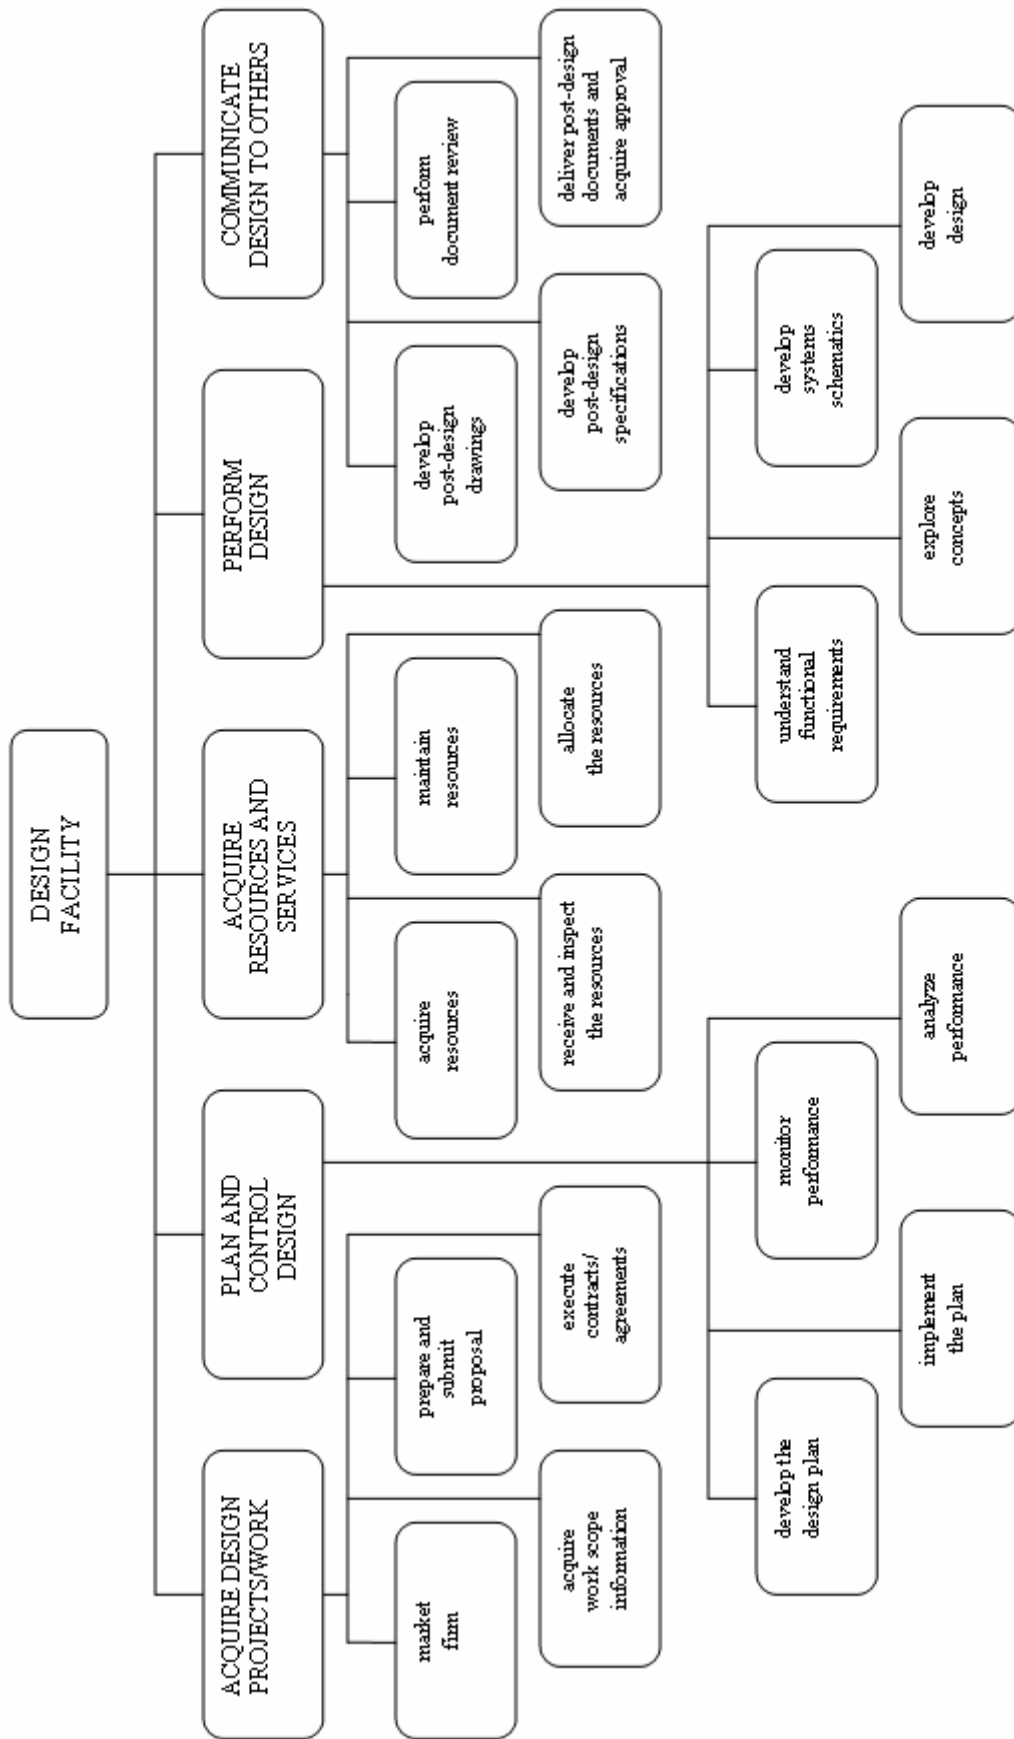 DESIGN
FACILITY
ACQUIRE DESIGN
PROJECTS/WORK
PLAN AND
CONTROL
DESIGN
ACQUIRE
RESOURCES AND
SERVICES
PERFORM
DESIGN
COMMUNICATE
DESIGN TO OTHERS
market
firm
acquire
work scope
information
prepare and
submit
proposal
execute
contracts/
agreements
develop the
design plan
implement
the plan
monitor
performance
analyze
performance
acquire
resources
receive and inspect
the resources
maintain
resources
allocate
the resources
understand
functional
requirements
explore
concepts
develop
systems
schematics
develop
design
develop
post-design
drawings
develop
post-design
specifications
perform
document review
deliver post-design
documents and
acquire approval